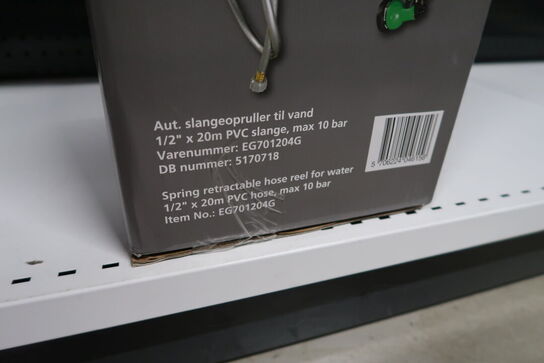 Aut. slangeopruller til vand
1/2" x 20m PVC slange, max 10 bar
Varenummer: EG701204G
DB nummer: 5170718
Spring retractable hose reel for water
1/2" x 20m PVC hose, max 10 bar
Item No.: EG701204G